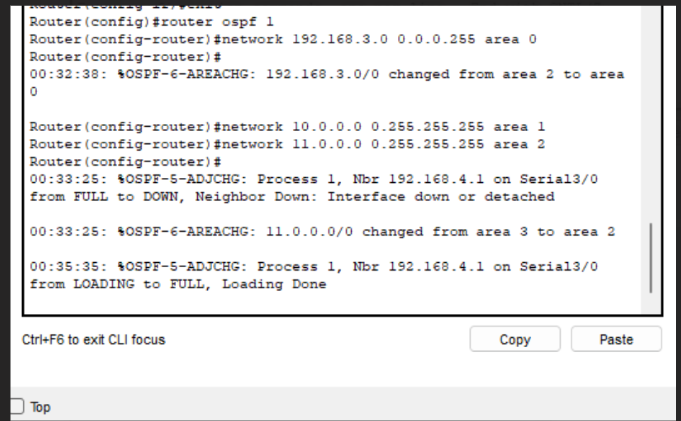 Router(config-if)#exit
Router(config)#router ospf 1
Router(config-router)#network 192.168.3.0 0.0.0.255 area 0
Router(config-router)#
00:32:38: %OSPF-6-AREACHG: 192.168.3.0/0 changed from area 2 to area
0
Router(config-router)#network 10.0.0.0 0.255.255.255 area 1
Router(config-router)#network 11.0.0.0 0.255.255.255 area 2
Router(config-router)#
00:33:25: %OSPF-5-ADJCHG: Process 1, Nbr 192.168.4.1 on Serial3/0
from FULL to DOWN, Neighbor Down: Interface down or detached
00:33:25: %OSPF-6-AREACHG: 11.0.0.0/0 changed from area 3 to area 2
00:35:35: %OSPF-5-ADJCHG: Process 1, Nbr 192.168.4.1 on Serial3/0
from LOADING to FULL, Loading Done
Ctrl+F6 to exit CLI focus
Copy
Paste
Top